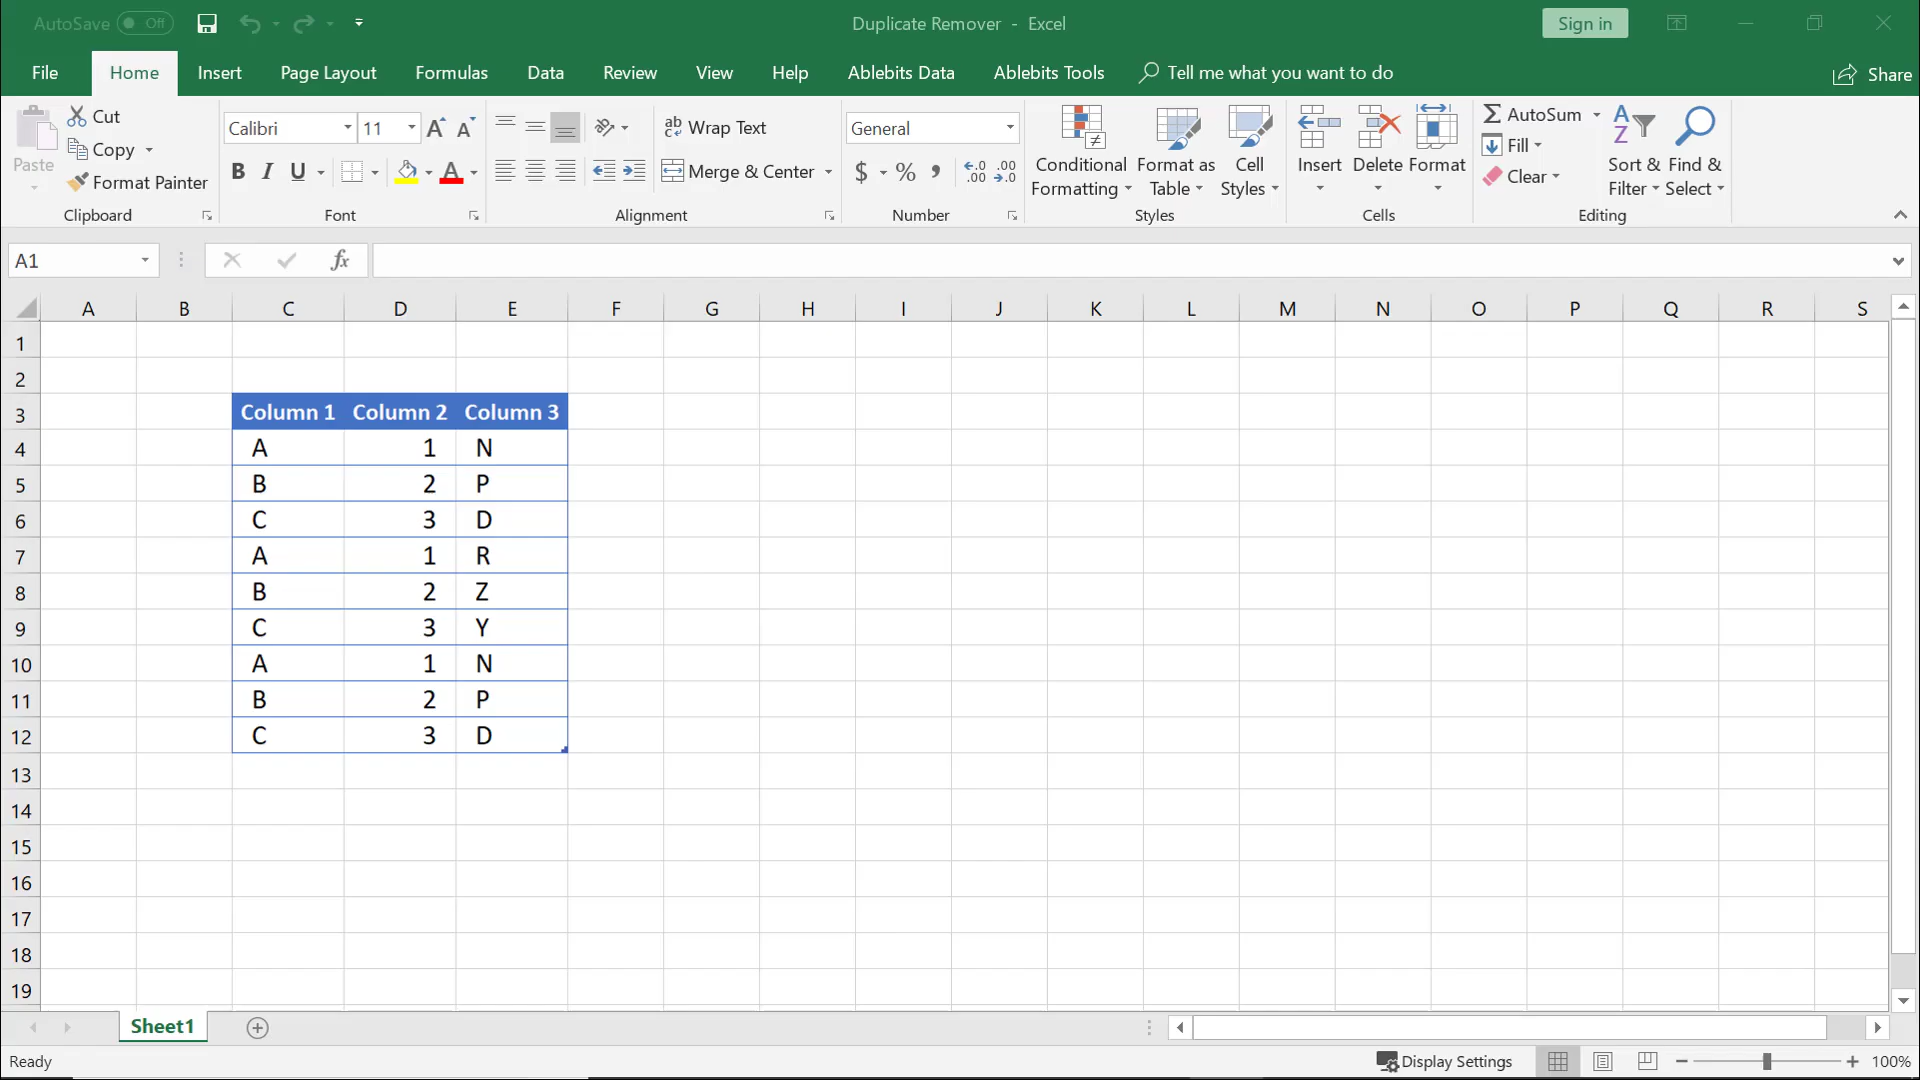 AutoSave Off
Duplicate Remover - Excel
Sign in
File Home Insert Page Layout Formulas Data Review View Help Ablebits Data Ablebits Tools Tell me what you want to do Share
Paste
Cut
Copy
Format Painter
Clipboard
Calibri 11
B I U
Font
ab
c Wrap Text
Merge & Center
Alignment
General
$ % ,
Number
Conditional
Formatting
Format as
Table
Cell
Styles
Styles
Insert
Delete
Format
Cells
AutoSum
Fill
Clear
Sort &
Filter
Find &
Select
Editing
A1 fx
A B C D E F G H I J K L M N O P Q R S
1
2
3 Column 1 Column 2 Column 3
4 A 1 N
5 B 2 P
6 C 3 D
7 A 1 R
8 B 2 Z
9 C 3 Y
10 A 1 N
11 B 2 P
12 C 3 D
13
14
15
16
17
18
19
Sheet1
Ready Display Settings 100%